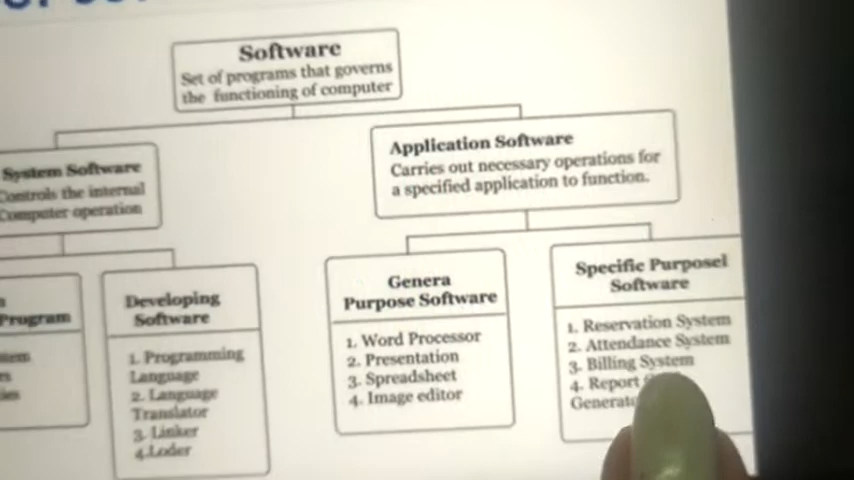 Software
Set of programs that governs
the functioning of computer
System Software
Controls the internal
Computer operation
Application Software
Carries out necessary operations for
a specified application to function.
Program
Developing
Software
1. Programming
Language
2. Language
Translator
3. Linker
4.Loder
Genera
Purpose Software
1. Word Processor
2. Presentation
3. Spreadsheet
4. Image editor
Specific Purposel
Software
1. Reservation System
2. Attendance System
3. Billing System
4. Report